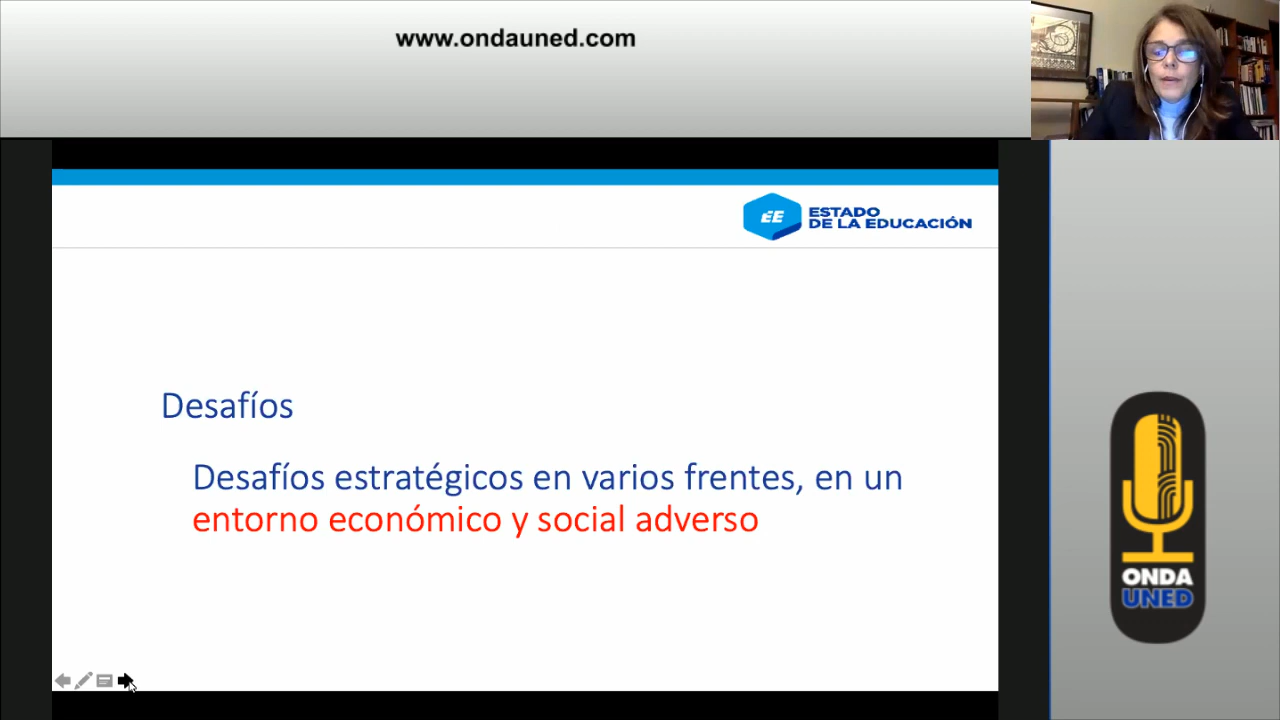 www.ondauned.com
ÉE
ESTADO
DE LA EDUCACIÓN
Desafíos
Desafíos estratégicos en varios frentes, en un
entorno económico y social adverso
ONDA
UNED